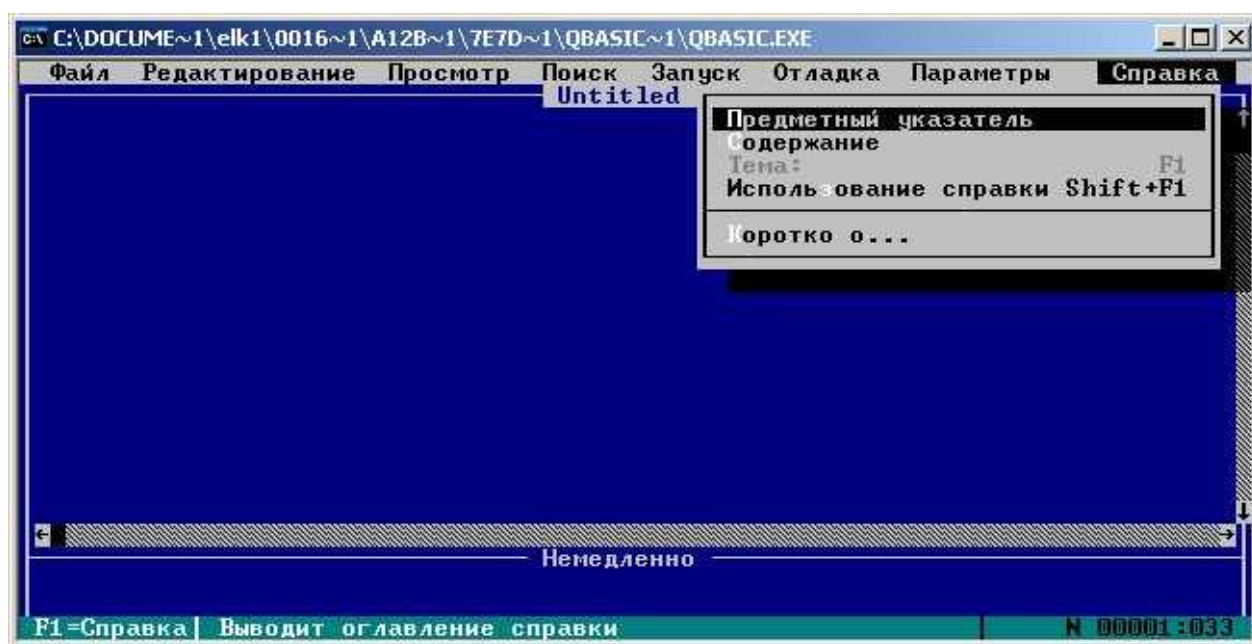 C:\DOCUME~1\elk1\0016~1\A12B~1\7E7D~1\QBASIC~1\QBASIC.EXE
Файл Редактирование Просмотр Поиск Запуск Отладка Параметры Справка
Untitled
Предметный указатель
Содержание
Тема: F1
Использование справки Shift+F1
Коротко о...
Немедленно
F1=Справка| Выводит оглавление справки N 00001:033